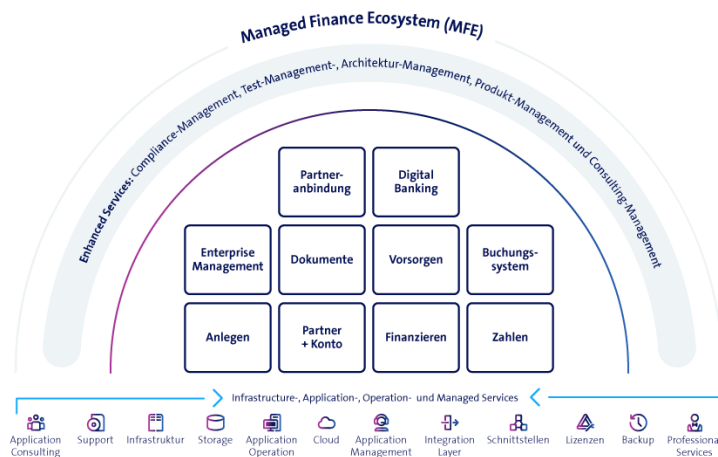 Managed Finance Ecosystem (MFE)
Enhanced Services: Compliance-Management, Test-Management-, Architektur-Management, Produkt-Management und Consulting-Management
Partner-
anbindung
Digital
Banking
Enterprise
Management
Dokumente
Vorsorgen
Buchungs-
system
Anlegen
Partner
+ Konto
Finanzieren
Zahlen
Infrastructure-, Application-, Operation- und Managed Services
Application
Consulting
Support
Infrastruktur
Storage
Application
Operation
Cloud
Application
Management
Integration
Layer
Schnittstellen
Lizenzen
Backup
Professional
Services